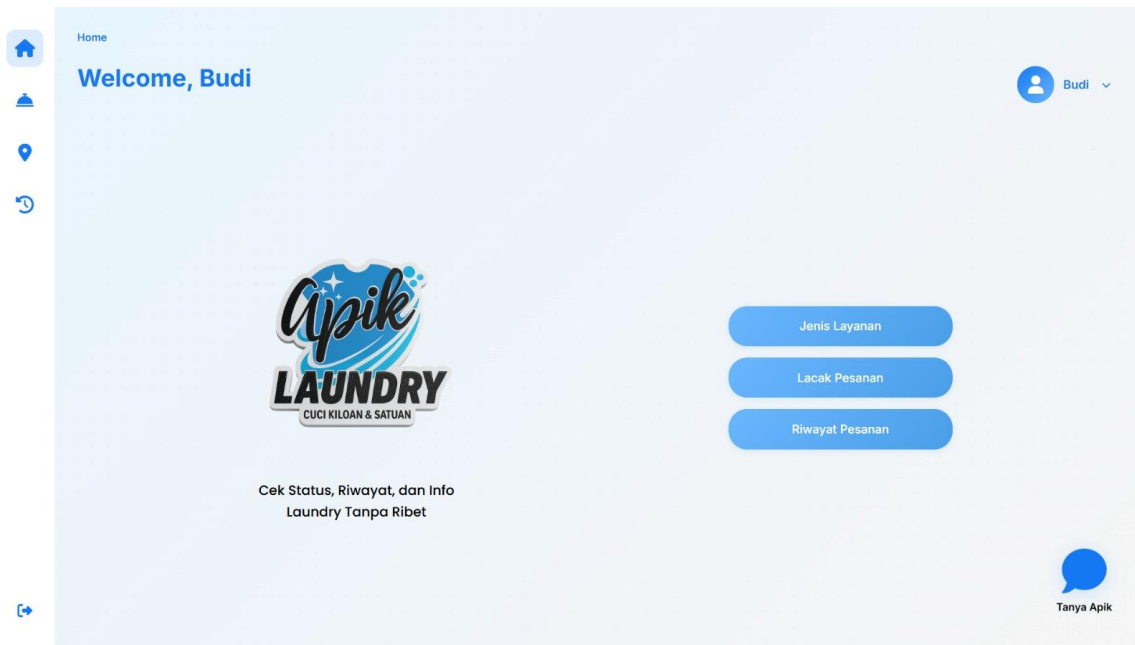 Home
Welcome, Budi
Budi
apik
LAUNDRY
CUCI KILOAN & SATUAN
Cek Status, Riwayat, dan Info
Laundry Tanpa Ribet
Jenis Layanan
Lacak Pesanan
Riwayat Pesanan
Tanya Apik